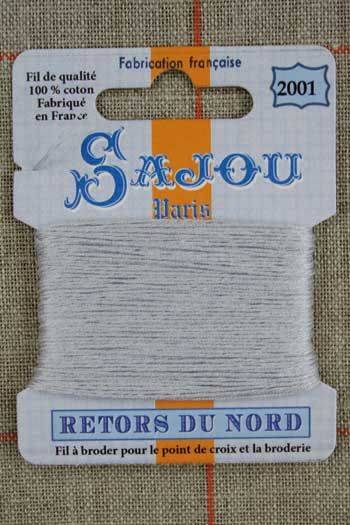 Fabrication française
Fil de qualité
100 % coton
Fabriqué
en France
2001
SAJOU
Paris
RETORS DU NORD
Fil à broder pour le point de croix et la broderie